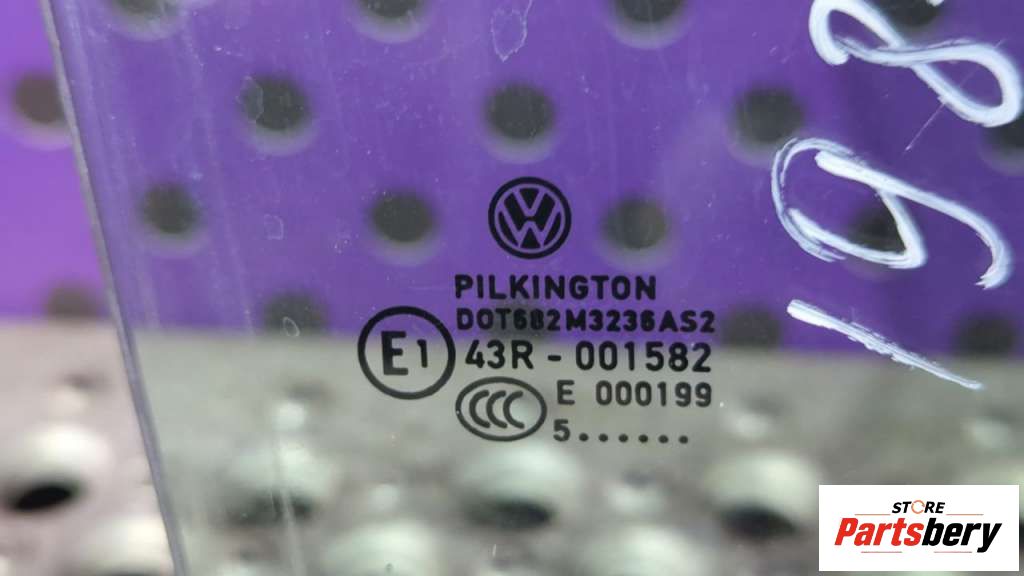 PILKINGTON
DOT682M3236AS2
E1 43R - 001582
CCC E 000199
5......
STORE
Partsbery